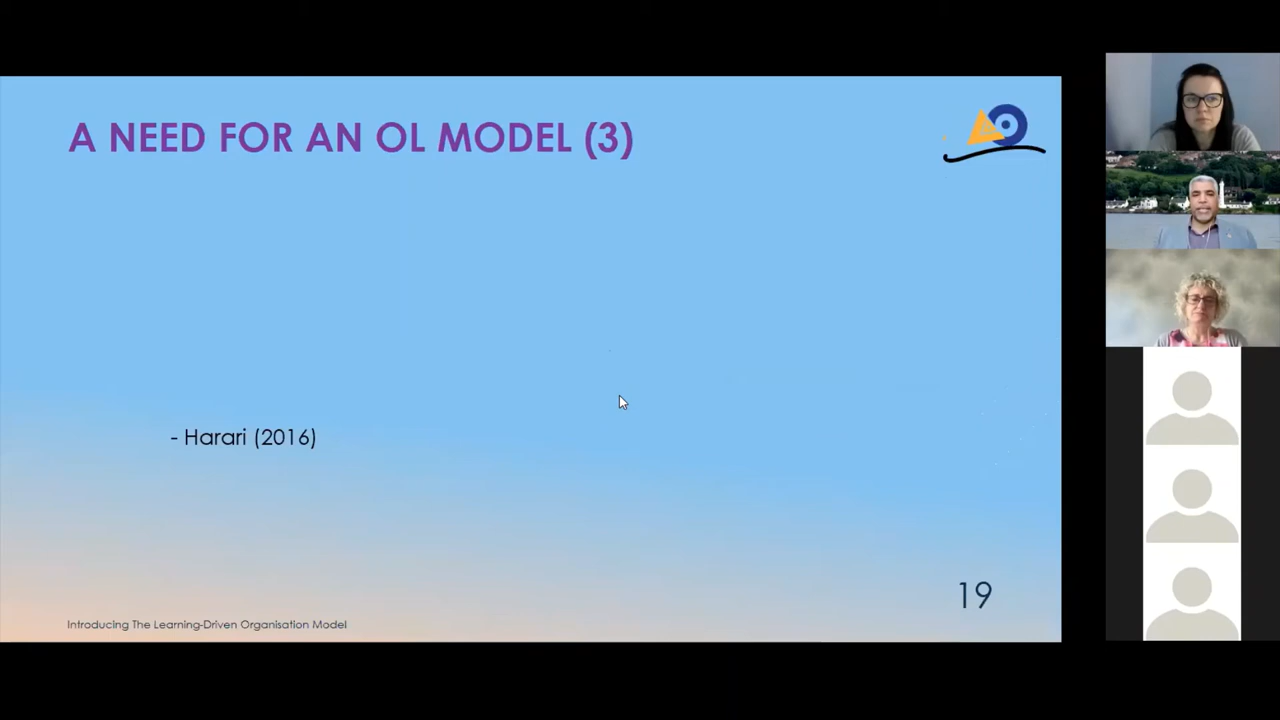 A NEED FOR AN OL MODEL (3)
- Harari (2016)
19
Introducing The Learning-Driven Organisation Model